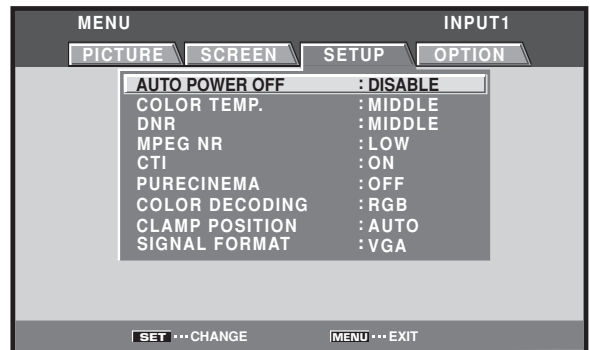 MENU INPUT1
PICTURE SCREEN SETUP OPTION
AUTO POWER OFF : DISABLE
COLOR TEMP. : MIDDLE
DNR : MIDDLE
MPEG NR : LOW
CTI : ON
PURECINEMA : OFF
COLOR DECODING : RGB
CLAMP POSITION : AUTO
SIGNAL FORMAT : VGA
SET ··· CHANGE MENU ··· EXIT